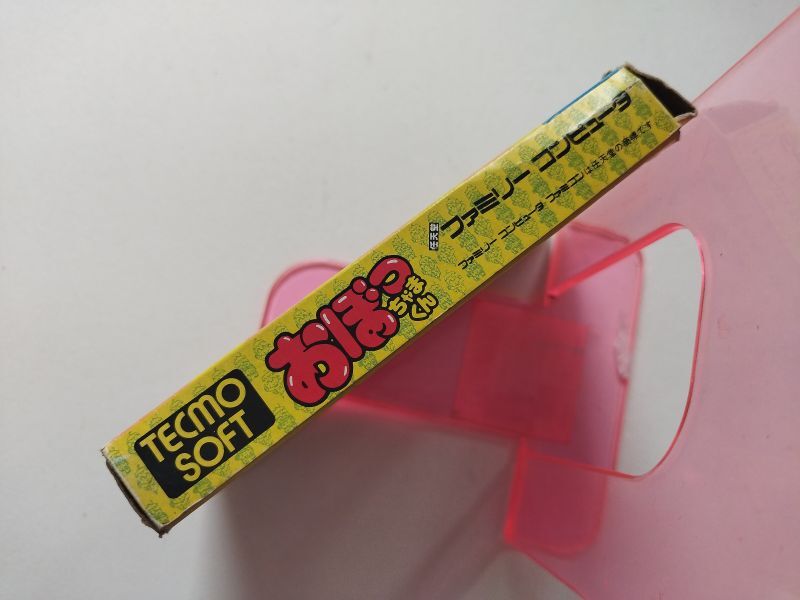 TECMO
SOFT
おぼっ
ちゃま
くん
任天堂
ファミリー コンピュータ
ファミリー コンピュータ・ファミコンは任天堂の商標です